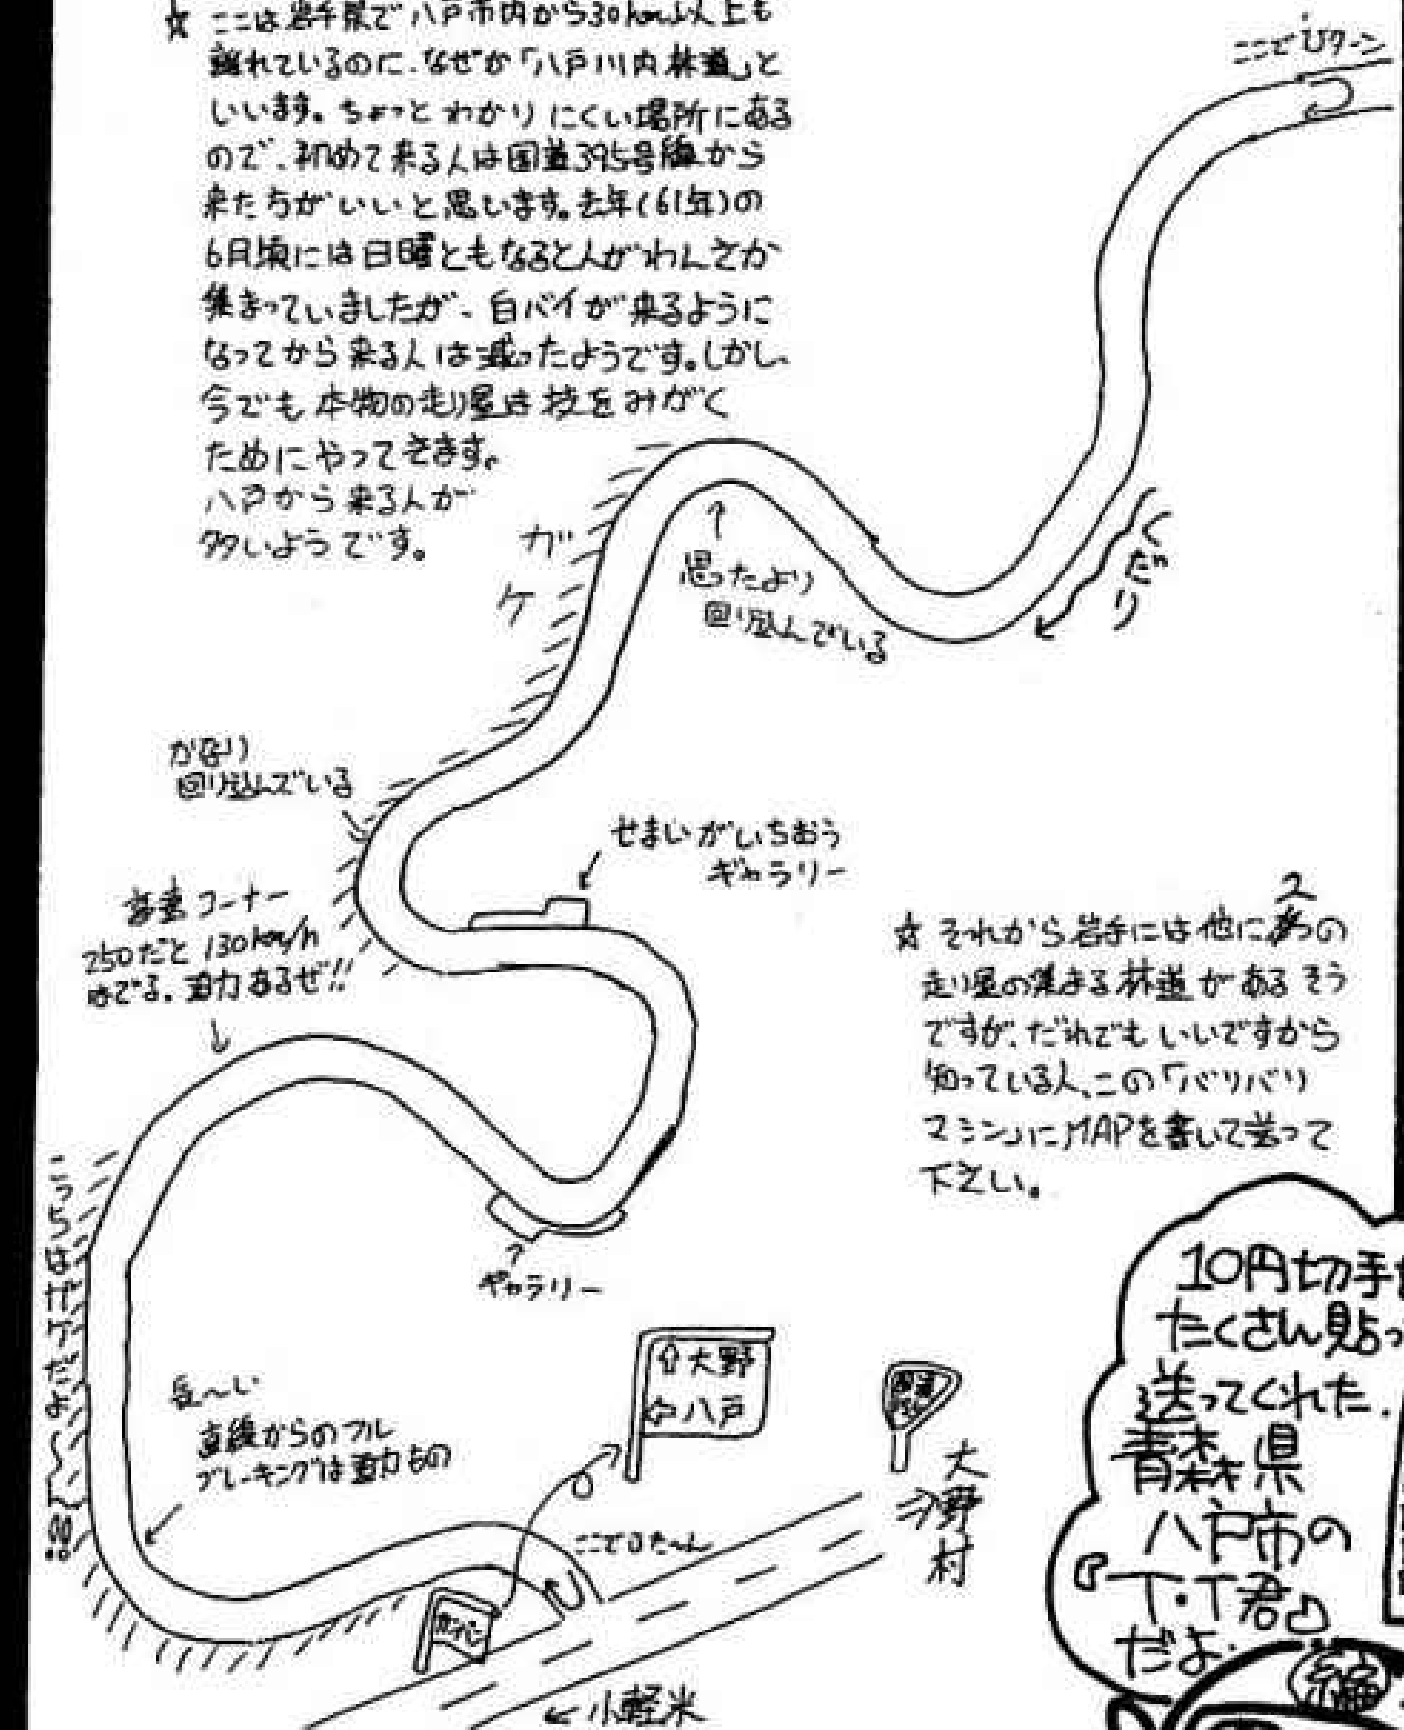 ☆ ここは岩手県で八戸市内から30km以上も
離れているのに、なぜか「八戸川内林道」と
いいます。ちょっとわかりにくい場所にある
ので、初めて来る人は国道395号線から
来たちがいいと思います。去年(61年)の
6月頃には日曜ともなると人がわんさか
集まっていましたが、白バイが来るように
なってから来る人は減ったようです。しかし、
今でも本物の走り屋は技をみがく
ためにやってきます。
八戸から来る人が
多いようです。
ここでUターン
くだり
ガケ
思ったより
回り込んでいる
かなり
回り込んでいる
せまいがいちおう
ギャラリー
高速コーナー
250だと130km/h
はでる。迫力あるぜ!!
☆ それから岩手には他に2つの
走り屋の集まる林道があるそう
ですが、だれでもいいですから
知っている人、この「バリバリ
マシン」にMAPを書いて送って
下さい。
ギャラリー
こっちはガケだよ〜ん
長〜い
直線からのフル
ブレーキングは迫力もの
⇧大野
⇦八戸
国道
395
⇒大野村
ここでUた〜ん
カンバン
←小軽米
10円切手
たくさん貼っ
送ってくれた.
青森県
八戸市の
『T・T君』
だよ
編